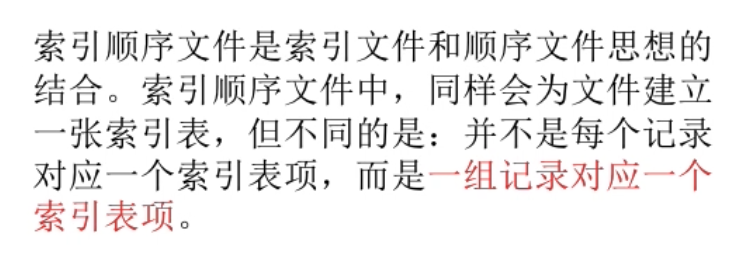 索引顺序文件是索引文件和顺序文件思想的
结合。索引顺序文件中，同样会为文件建立
一张索引表，但不同的是：并不是每个记录
对应一个索引表项，而是一组记录对应一个
索引表项。